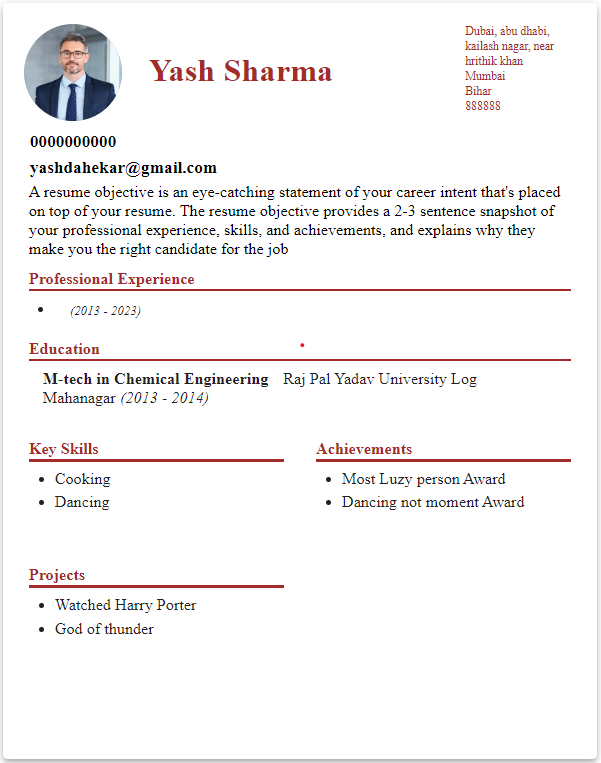 Yash Sharma
Dubai, abu dhabi,
kailash nagar, near
hrithik khan
Mumbai
Bihar
888888
0000000000
yashdahekar@gmail.com
A resume objective is an eye-catching statement of your career intent that's placed
on top of your resume. The resume objective provides a 2-3 sentence snapshot of
your professional experience, skills, and achievements, and explains why they
make you the right candidate for the job
Professional Experience
• (2013 - 2023)
Education
M-tech in Chemical Engineering Raj Pal Yadav University Log
Mahanagar (2013 - 2014)
Key Skills
• Cooking
• Dancing
Achievements
• Most Luzy person Award
• Dancing not moment Award
Projects
• Watched Harry Porter
• God of thunder